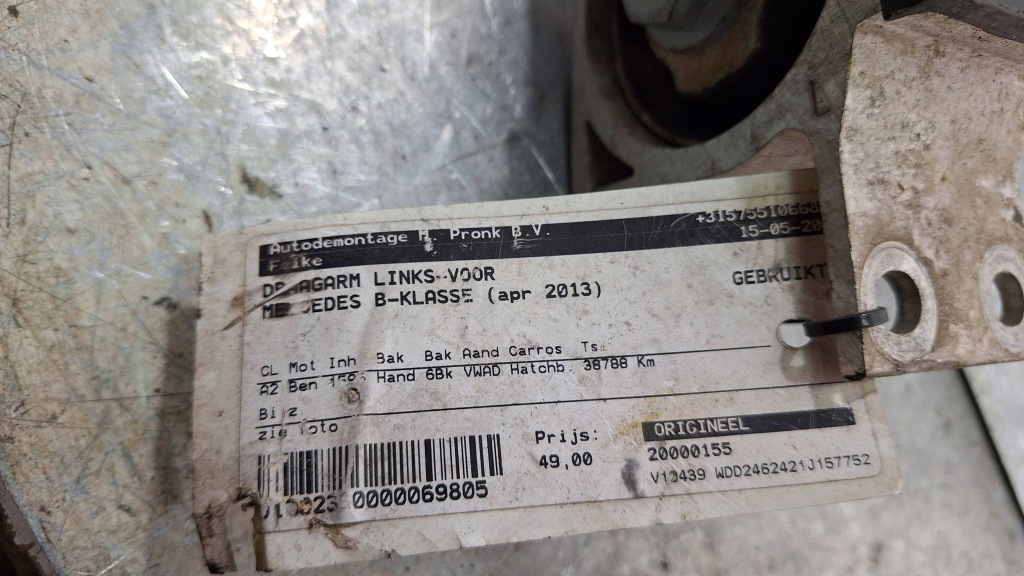 Autodemontage R. Pronk B.V. +31575510668
15-05-20
DRAAGARM LINKS-VOOR GEBRUIKT
MERCEDES B-KLASSE (apr 2013)
CL Mot Inh Bak Bak Aand Carros Ts
A2 Ben Hand 6Bk VWAD Hatchb. 38788 Km
zie foto
Prijs: ORIGINEEL
49,00 20000155
V13439 WDD2462421J157752
0000069805